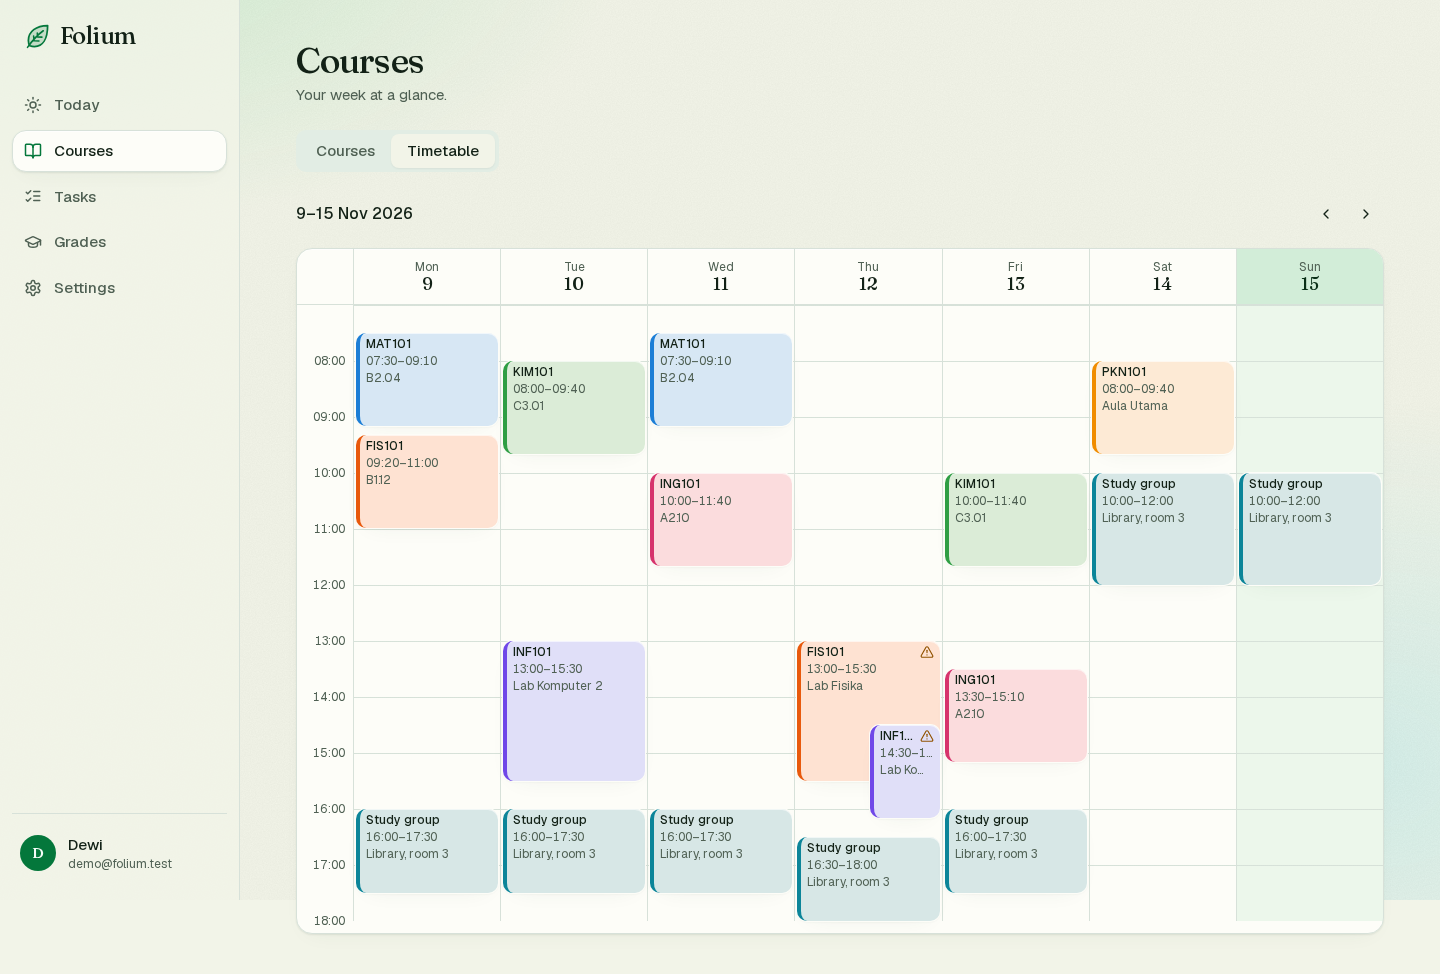 Folium
Today
Courses
Tasks
Grades
Settings
D
Dewi
demo@folium.test
Courses
Your week at a glance.
Courses
Timetable
9–15 Nov 2026
Mon
9
Tue
10
Wed
11
Thu
12
Fri
13
Sat
14
Sun
15
08:00
09:00
10:00
11:00
12:00
13:00
14:00
15:00
16:00
17:00
18:00
MAT101
07:30–09:10
B2.04
FIS101
09:20–11:00
B1.12
Study group
16:00–17:30
Library, room 3
KIM101
08:00–09:40
C3.01
INF101
13:00–15:30
Lab Komputer 2
Study group
16:00–17:30
Library, room 3
MAT101
07:30–09:10
B2.04
ING101
10:00–11:40
A2.10
Study group
16:00–17:30
Library, room 3
FIS101
13:00–15:30
Lab Fisika
INF1…
14:30–1…
Lab Ko…
Study group
16:30–18:00
Library, room 3
KIM101
10:00–11:40
C3.01
ING101
13:30–15:10
A2.10
Study group
16:00–17:30
Library, room 3
PKN101
08:00–09:40
Aula Utama
Study group
10:00–12:00
Library, room 3
Study group
10:00–12:00
Library, room 3